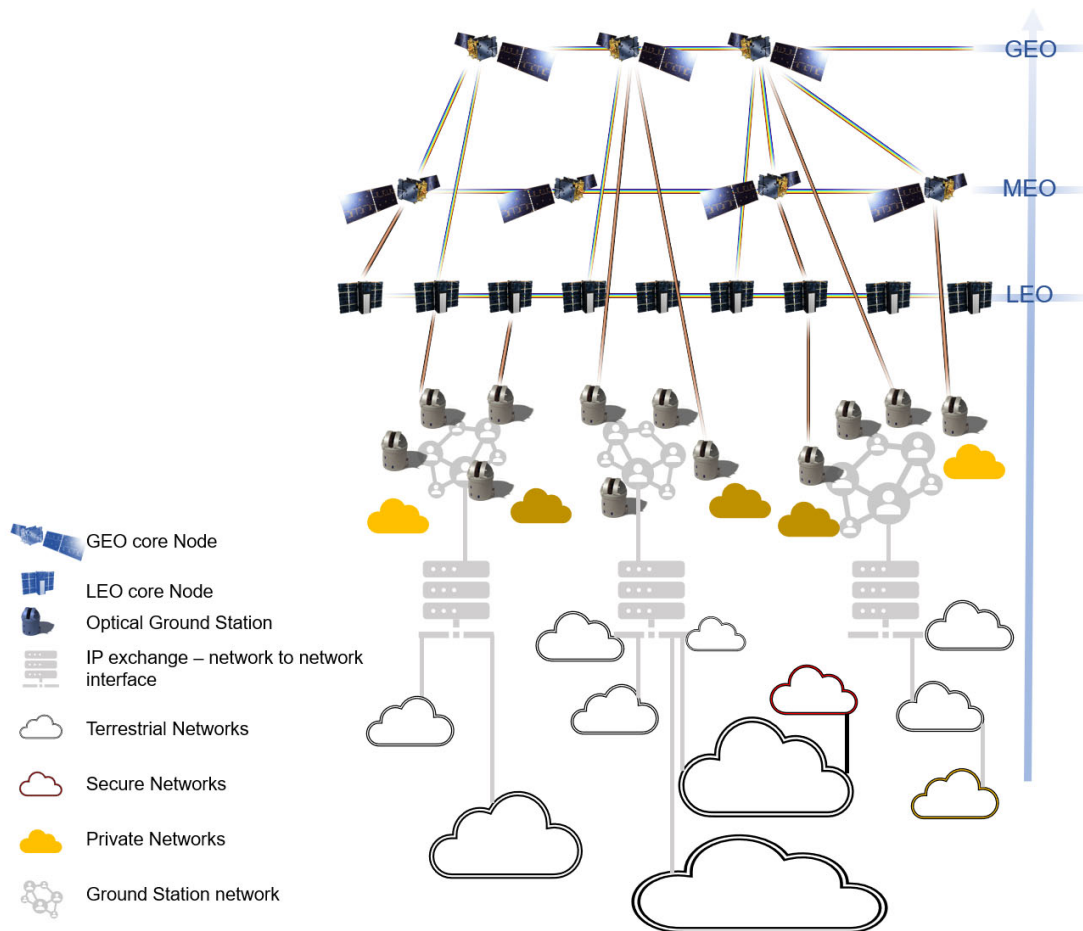 GEO
MEO
LEO
GEO core Node
LEO core Node
Optical Ground Station
IP exchange – network to network
interface
Terrestrial Networks
Secure Networks
Private Networks
Ground Station network